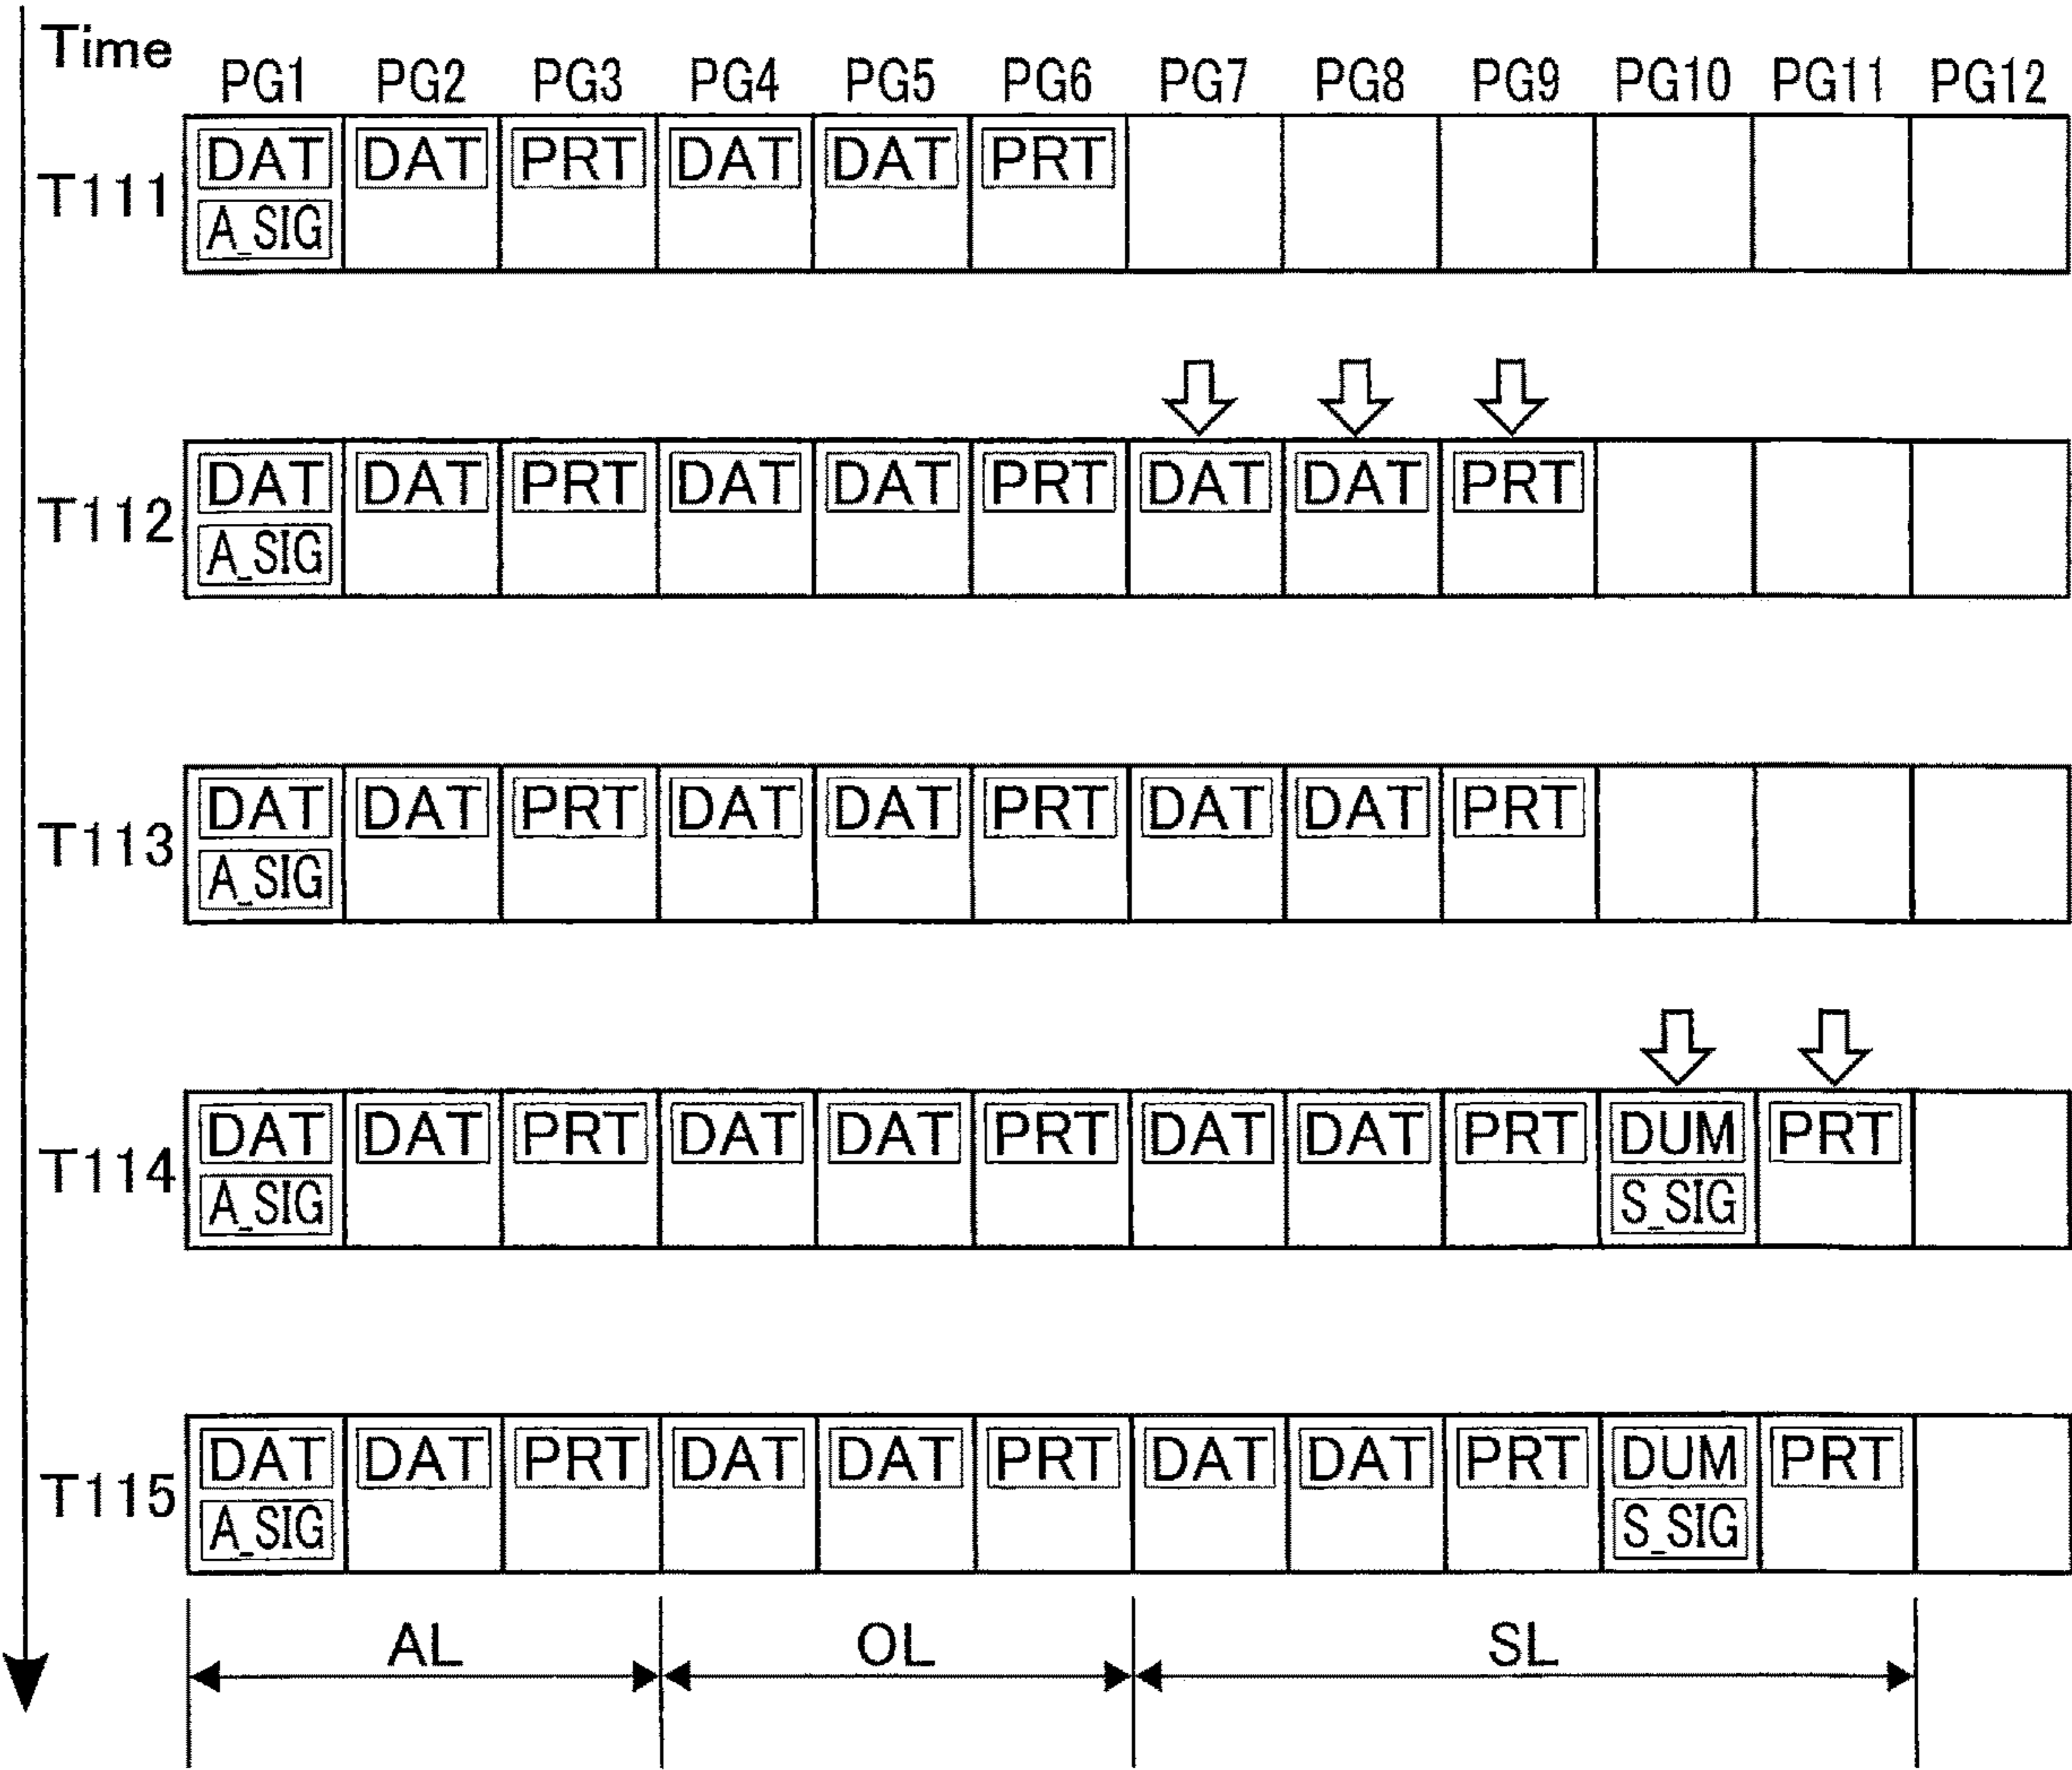 Time
PG1 PG2 PG3 PG4 PG5 PG6 PG7 PG8 PG9 PG10 PG11 PG12
T111 DAT DAT PRT DAT DAT PRT
A_SIG
T112 DAT DAT PRT DAT DAT PRT DAT DAT PRT
A_SIG
T113 DAT DAT PRT DAT DAT PRT DAT DAT PRT
A_SIG
T114 DAT DAT PRT DAT DAT PRT DAT DAT PRT DUM PRT
A_SIG S_SIG
T115 DAT DAT PRT DAT DAT PRT DAT DAT PRT DUM PRT
A_SIG S_SIG
AL OL SL